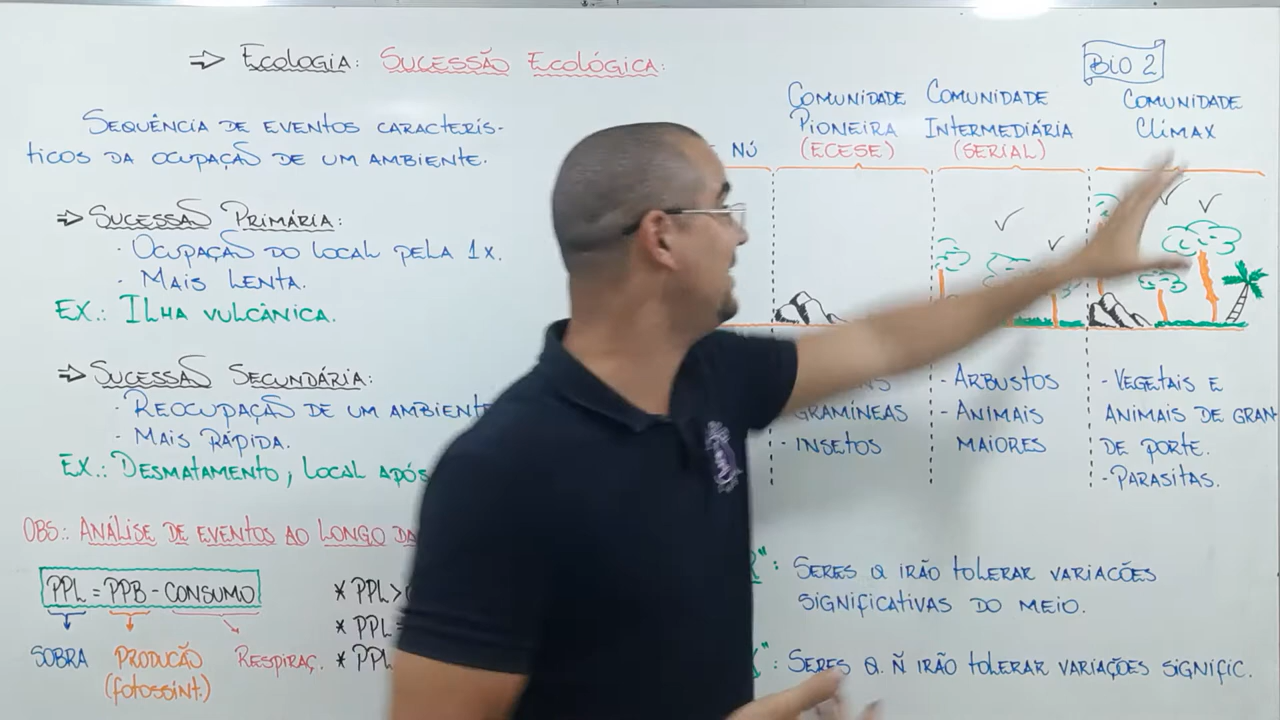 ⇒ Ecologia: Sucessão Ecológica:
BIO 2
Sequência de eventos caracterís-
ticos da ocupação de um ambiente.
⇒ Sucessão Primária:
· Ocupação do local pela 1x.
· Mais lenta.
Ex.: Ilha vulcânica.
⇒ Sucessão Secundária:
· Reocupação de um ambient
· Mais rápida.
Ex.: Desmatamento, local após
Obs.: Análise de eventos ao longo da
PPL = PPB - Consumo
Sobra
Produção
(fotossínt.)
Respiraç.
* PPL >
* PPL =
* PPL
Nú
Comunidade
Pioneira
(ECESE)
Comunidade
Intermediária
(SERIAL)
Comunidade
Clímax
Gramíneas
· Insetos
- Arbustos
- Animais
maiores
- Vegetais e
animais de gran
de porte.
- Parasitas.
": Seres q irão tolerar variações
significativas do meio.
": Seres q. ñ irão tolerar variações signific.